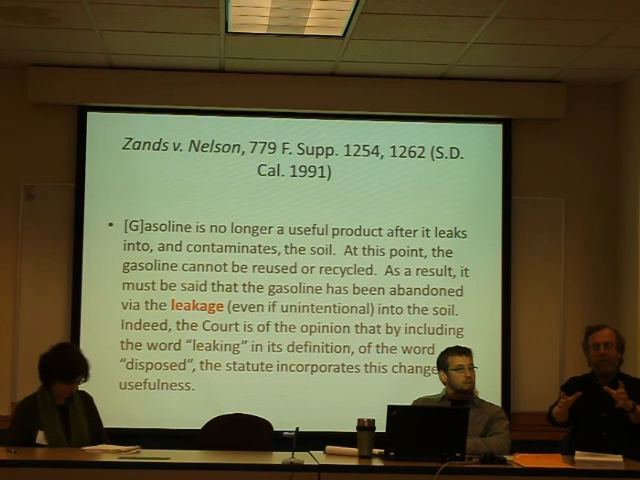 Zands v. Nelson, 779 F. Supp. 1254, 1262 (S.D.
Cal. 1991)
• [G]asoline is no longer a useful product after it leaks
into, and contaminates, the soil. At this point, the
gasoline cannot be reused or recycled. As a result, it
must be said that the gasoline has been abandoned
via the leakage (even if unintentional) into the soil.
Indeed, the Court is of the opinion that by including
the word “leaking” in its definition, of the word
“disposed”, the statute incorporates this change
usefulness.